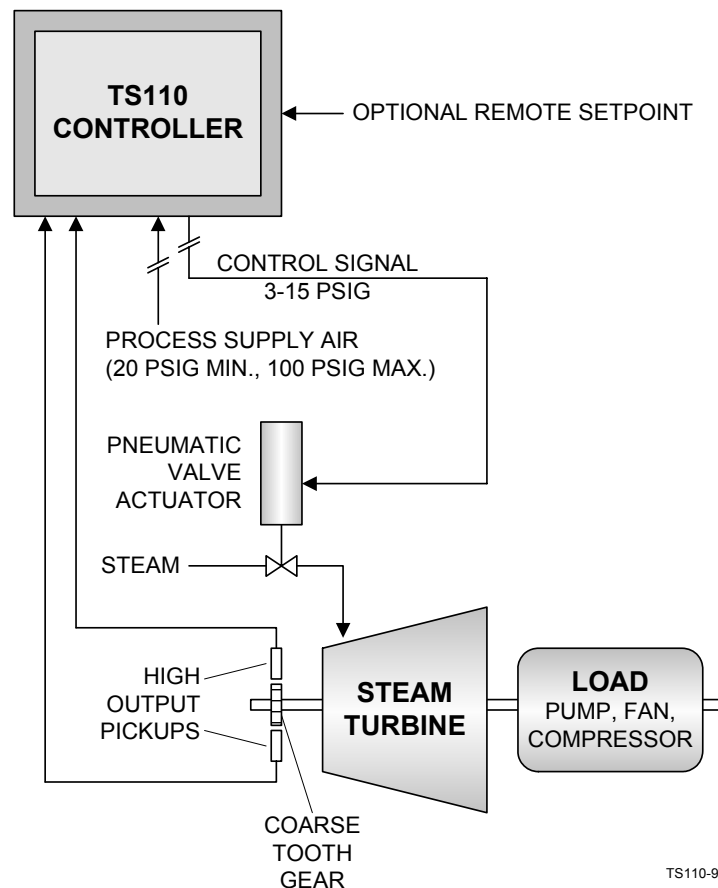 TS110
CONTROLLER
OPTIONAL REMOTE SETPOINT
CONTROL SIGNAL
3-15 PSIG
PROCESS SUPPLY AIR
(20 PSIG MIN., 100 PSIG MAX.)
PNEUMATIC
VALVE
ACTUATOR
STEAM
HIGH
OUTPUT
PICKUPS
STEAM
TURBINE
LOAD
PUMP, FAN,
COMPRESSOR
COARSE
TOOTH
GEAR
TS110-9